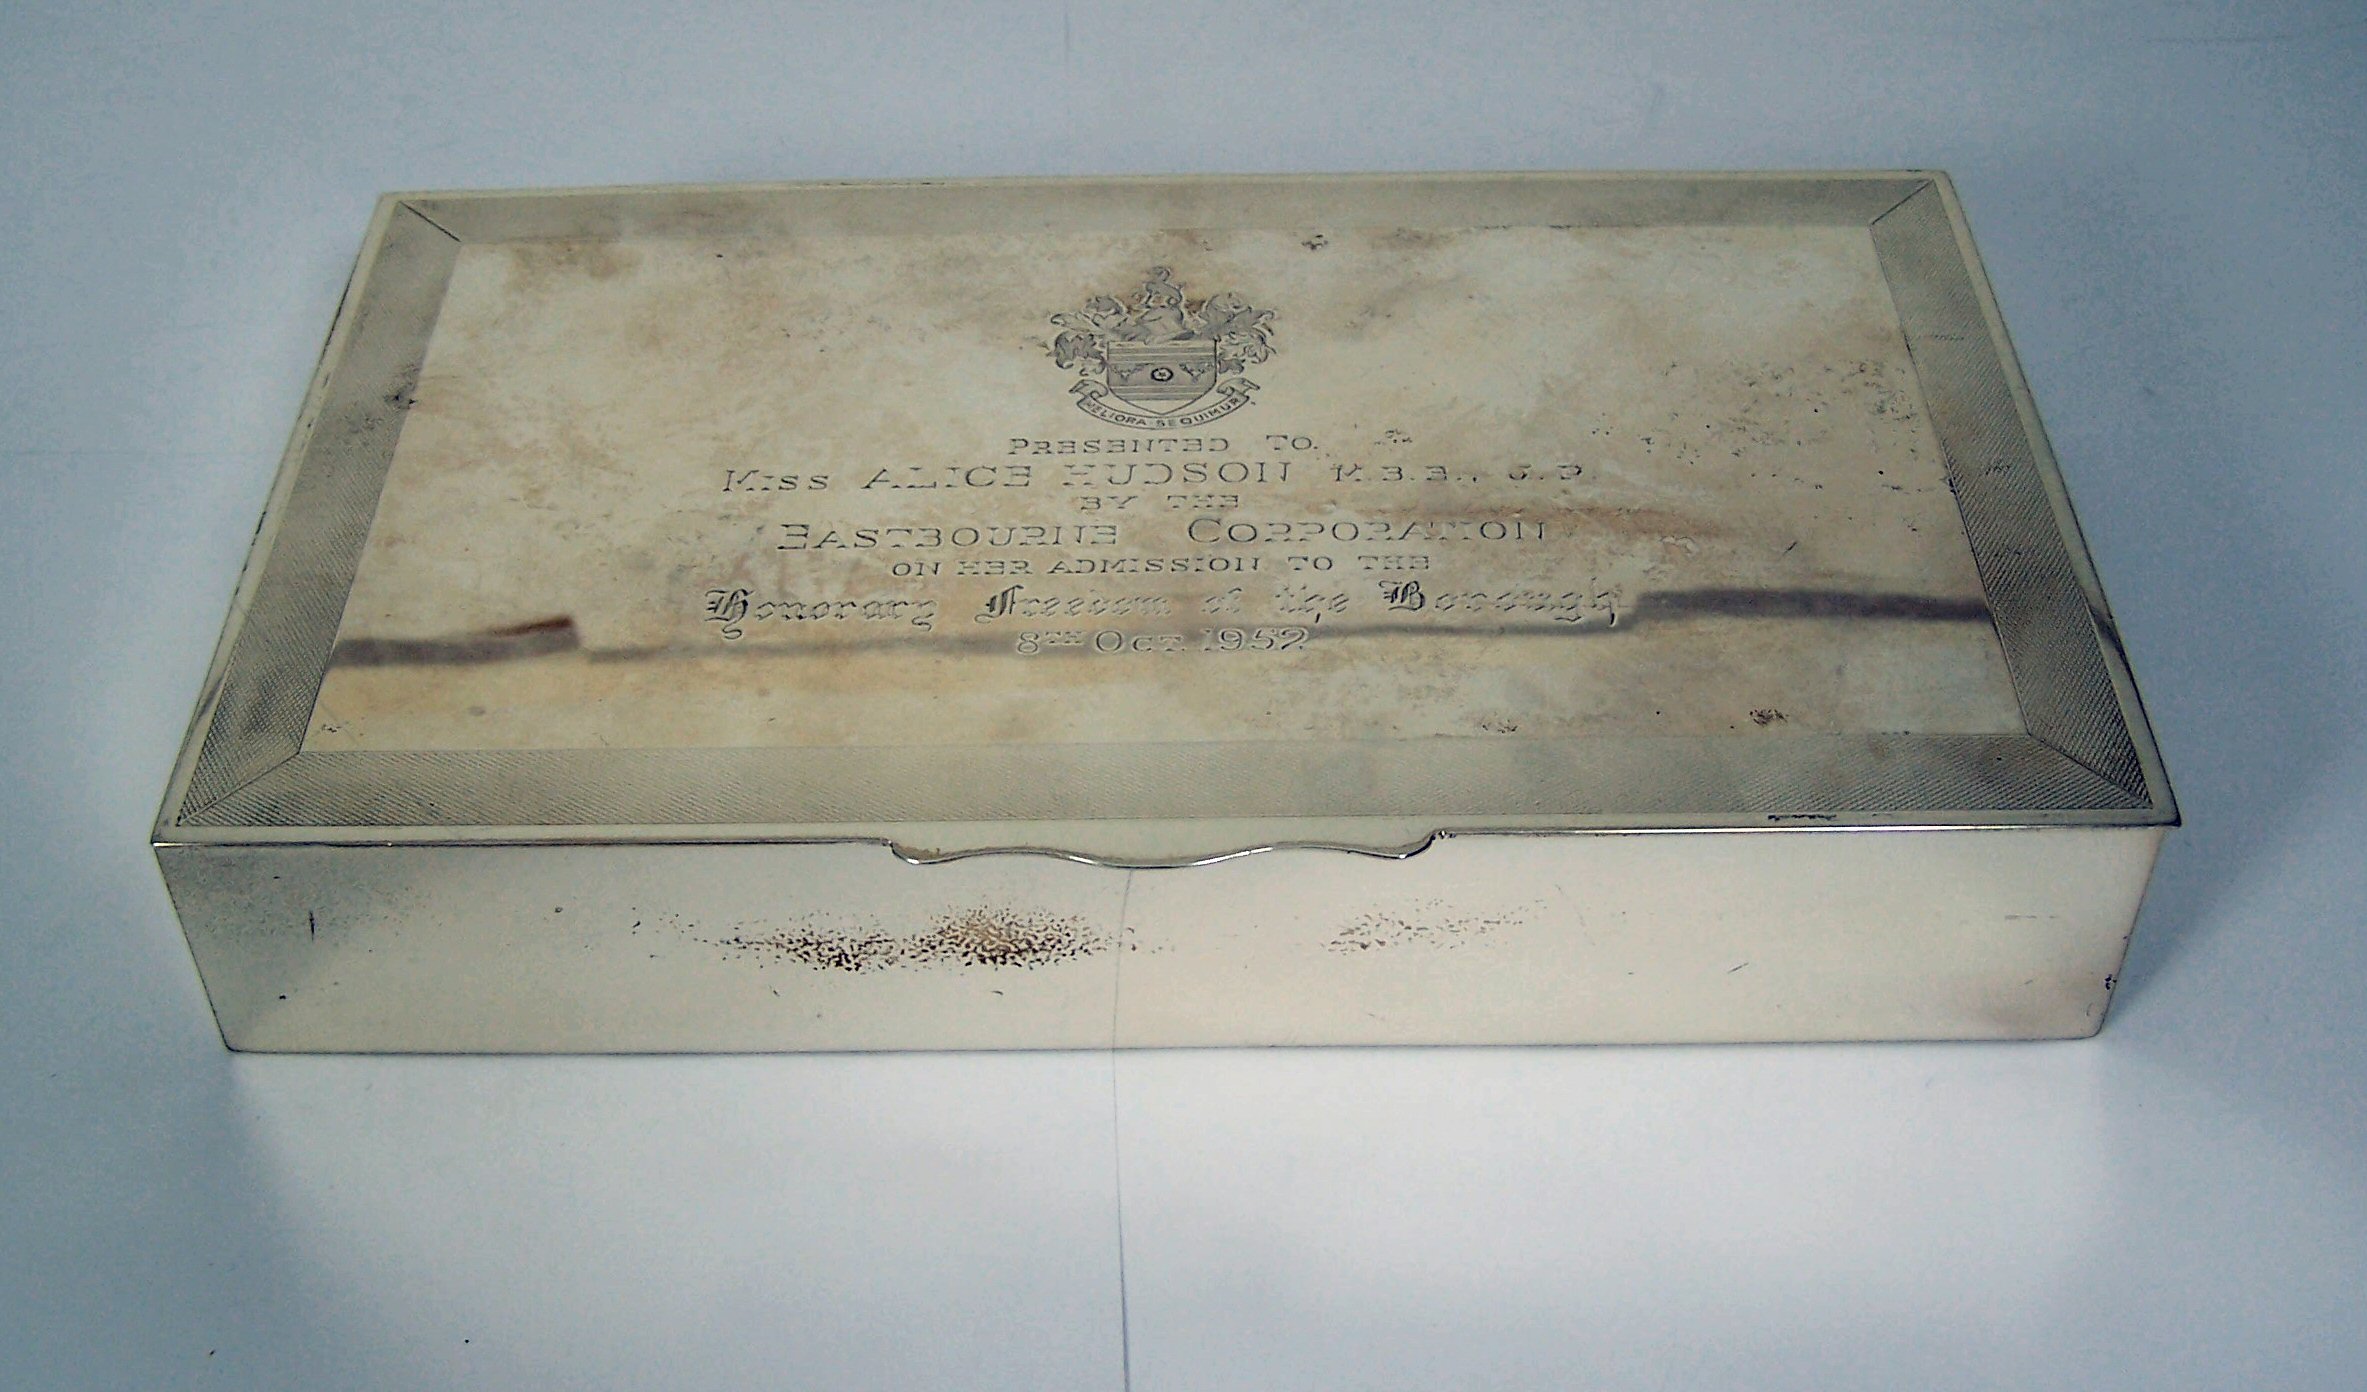 MELIORA SEQUIMUR
PRESENTED TO
MISS ALICE HUDSON M.B.E., J.P.
BY THE
EASTBOURNE CORPORATION
ON HER ADMISSION TO THE
Honorary Freedom of the Borough
8TH OCT. 1952